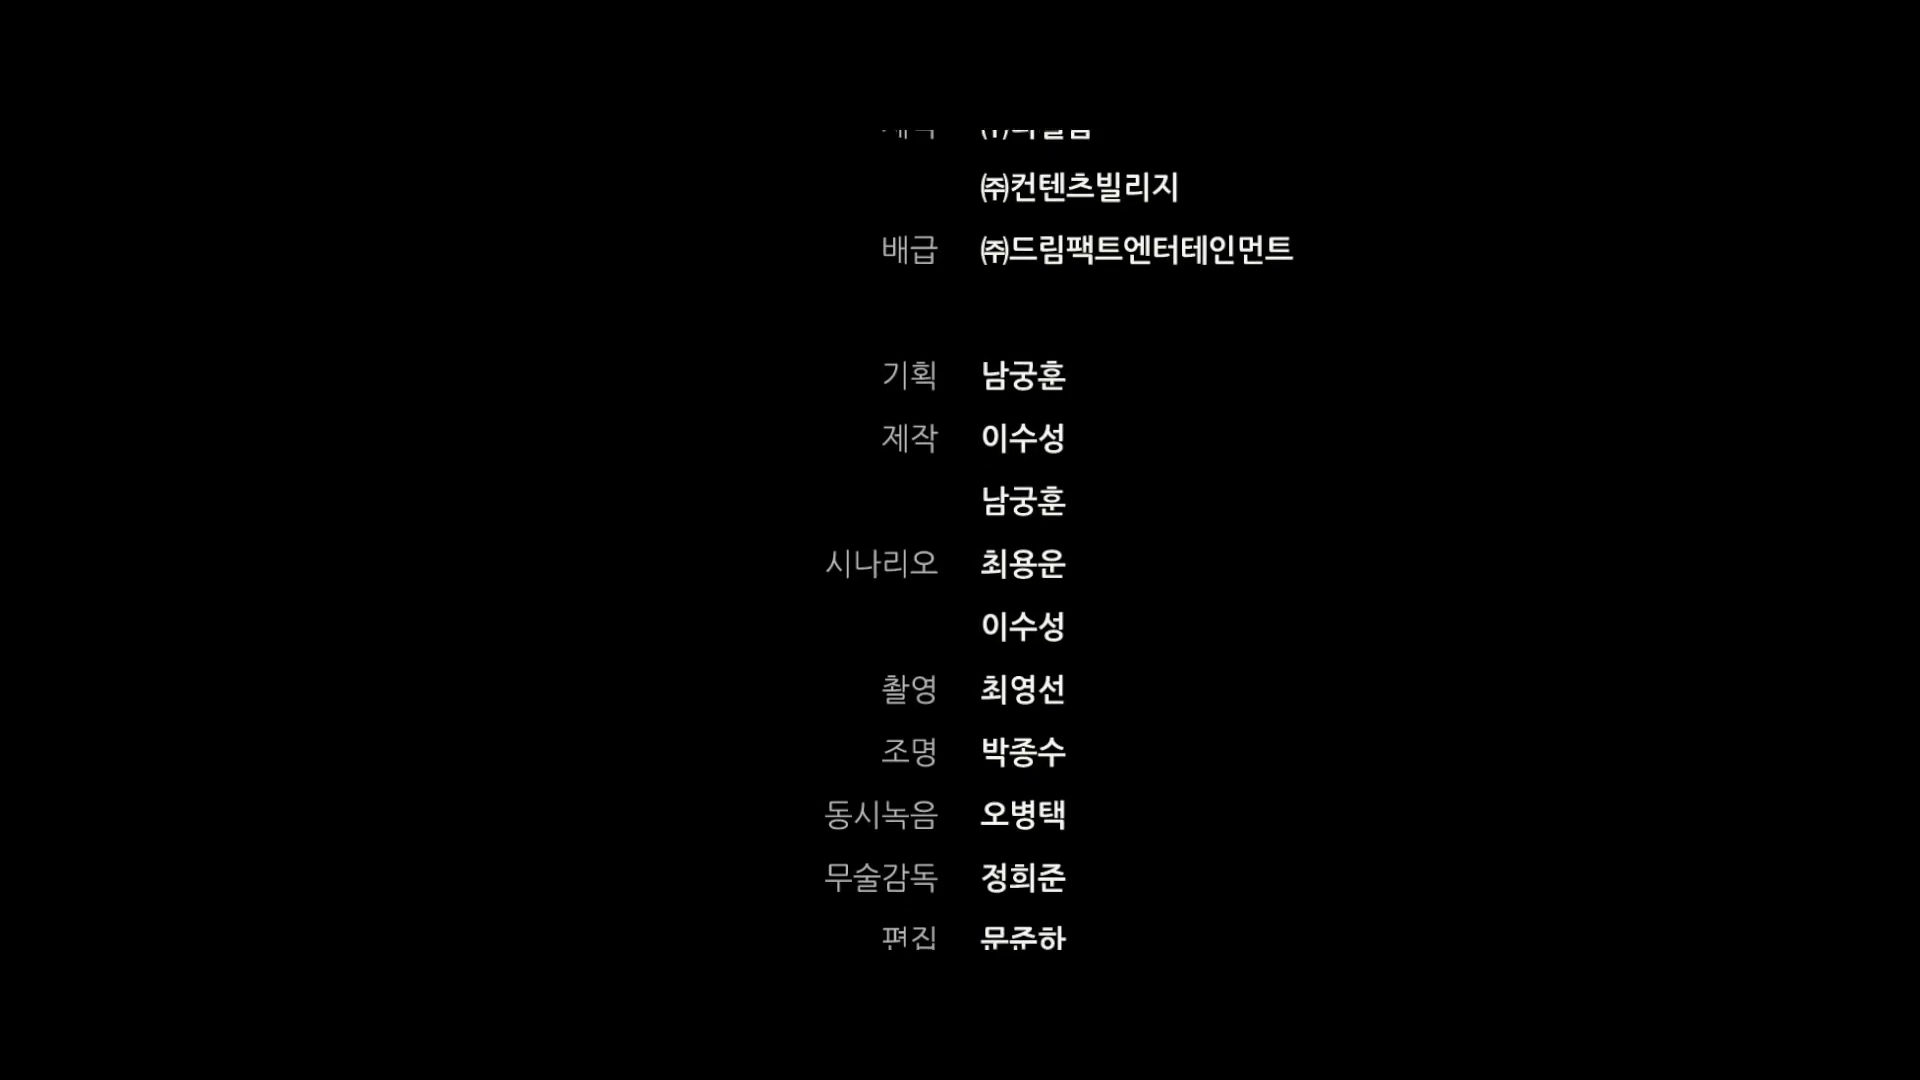 ㈜컨텐츠빌리지
배급 ㈜드림팩트엔터테인먼트
기획 남궁훈
제작 이수성
남궁훈
시나리오 최용운
이수성
촬영 최영선
조명 박종수
동시녹음 오병택
무술감독 정희준
편집